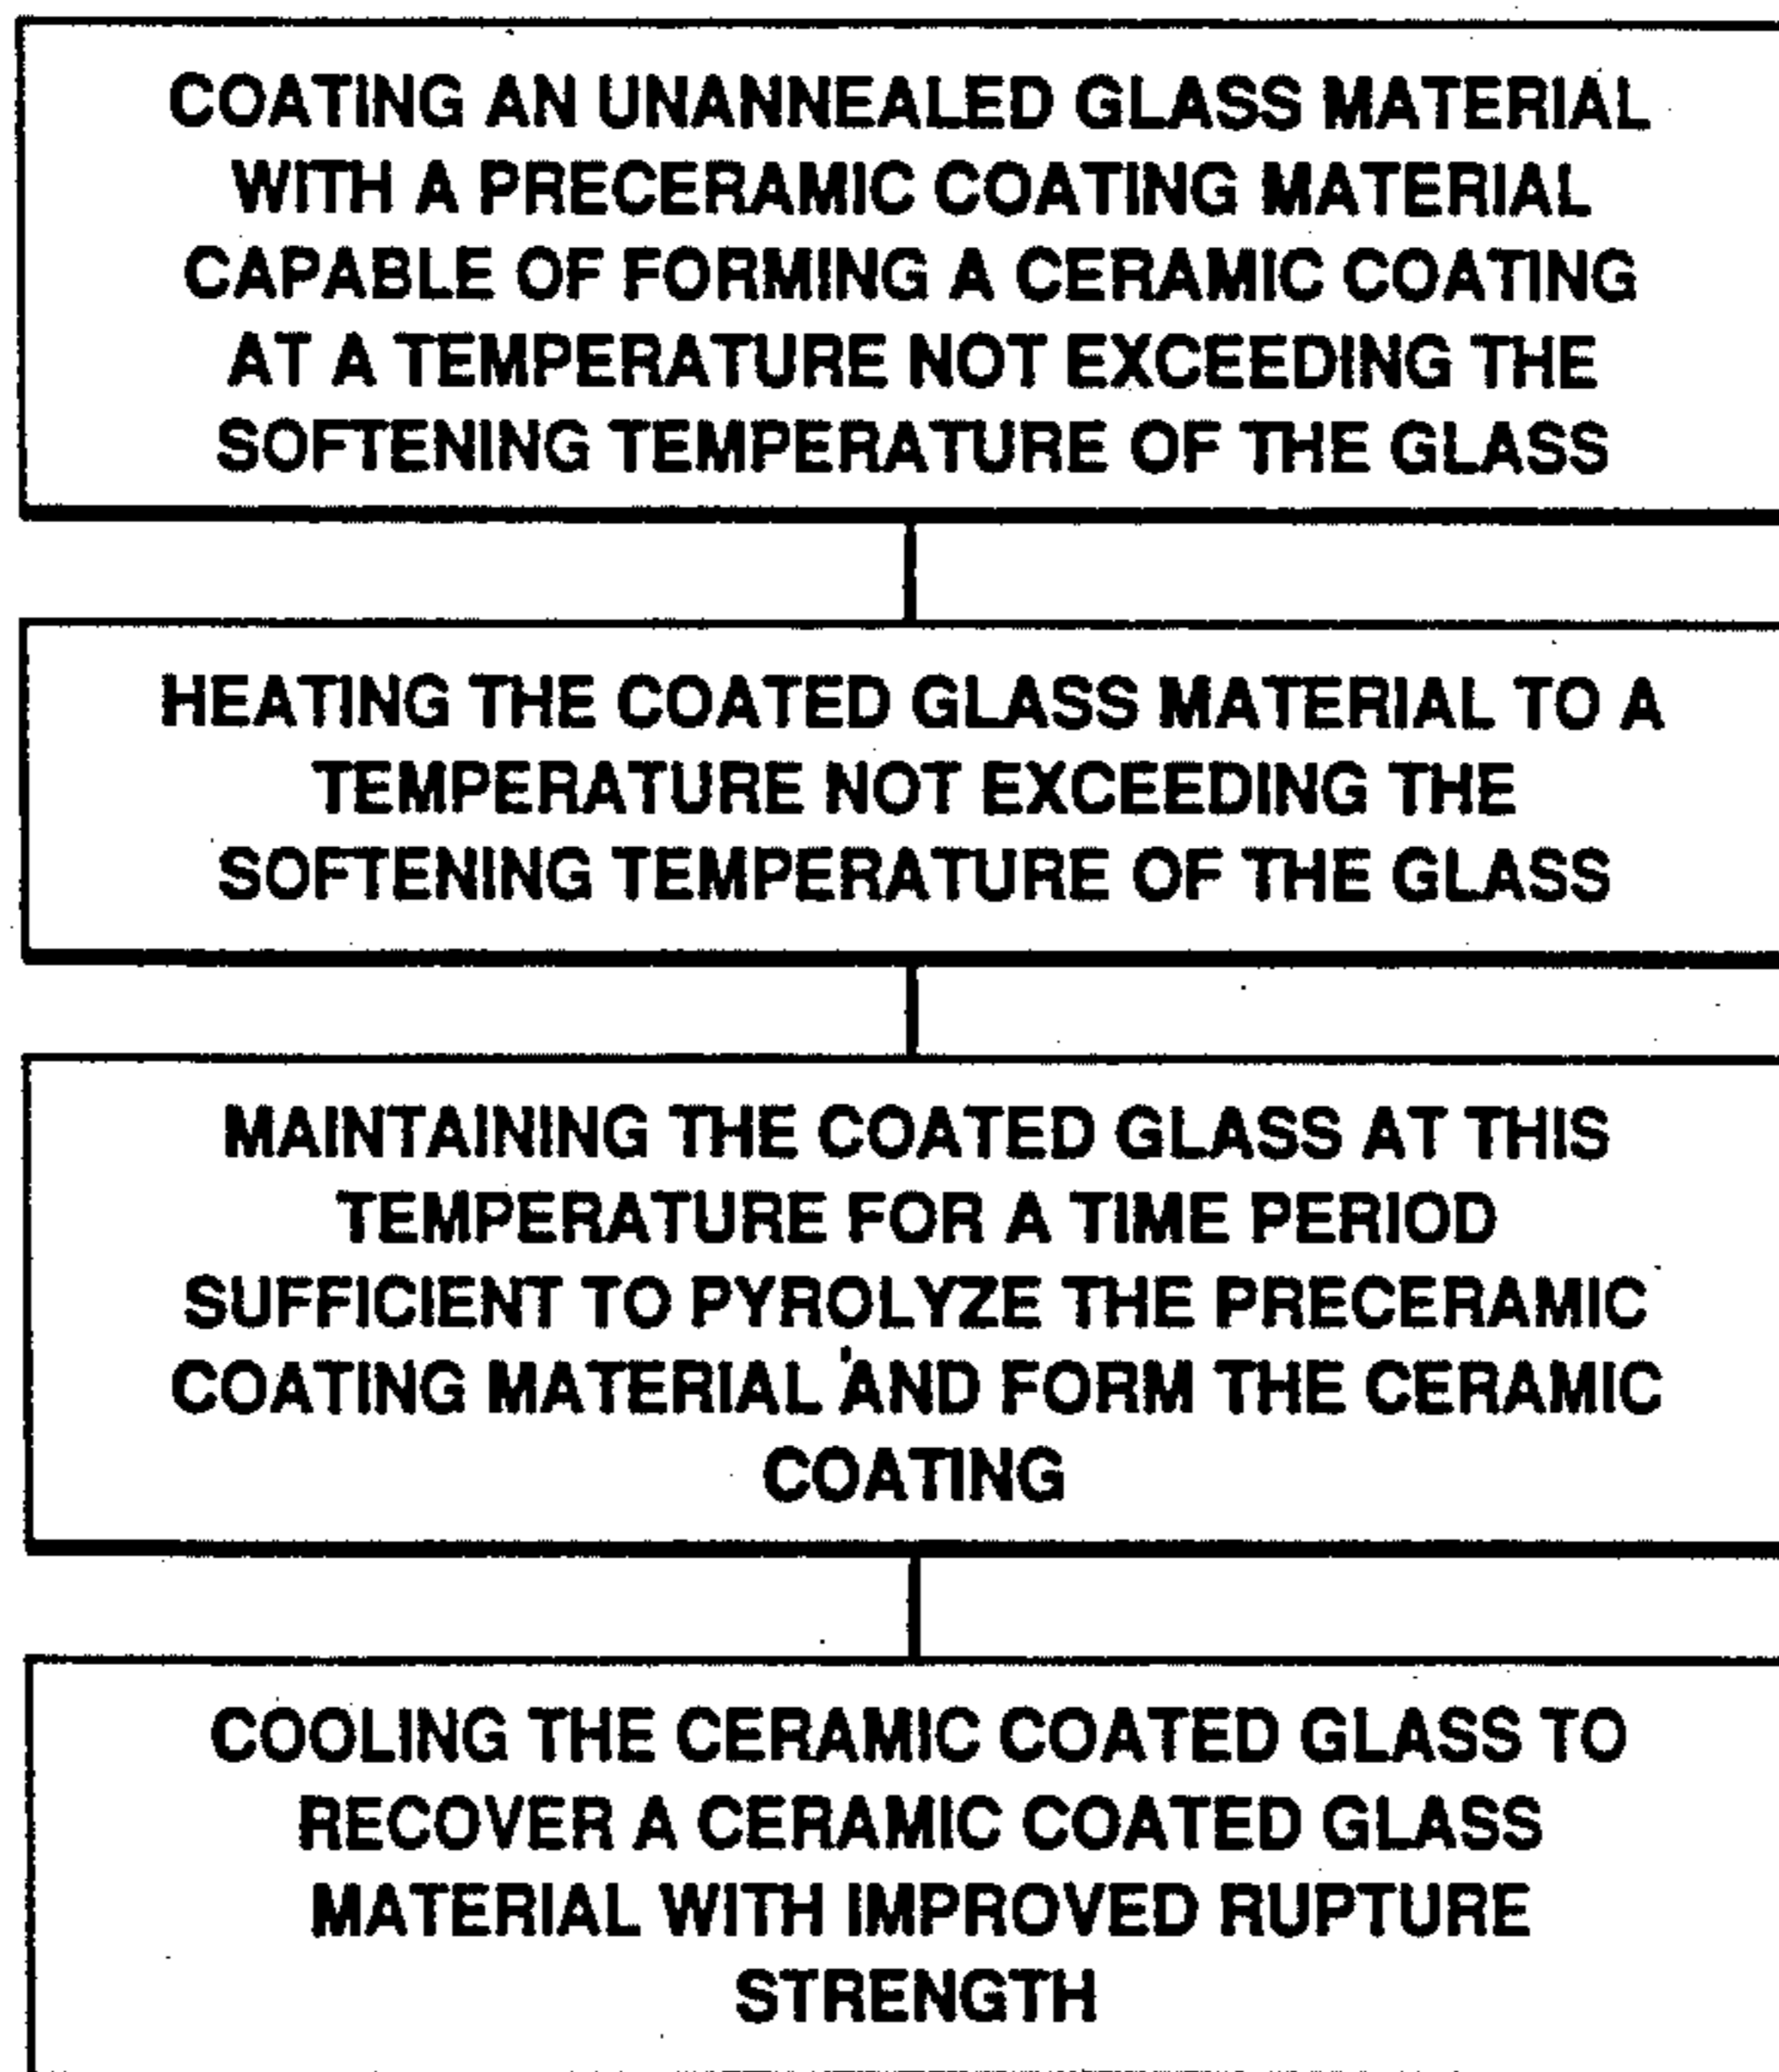 COATING AN UNANNEALED GLASS MATERIAL
WITH A PRECERAMIC COATING MATERIAL
CAPABLE OF FORMING A CERAMIC COATING
AT A TEMPERATURE NOT EXCEEDING THE
SOFTENING TEMPERATURE OF THE GLASS
HEATING THE COATED GLASS MATERIAL TO A
TEMPERATURE NOT EXCEEDING THE
SOFTENING TEMPERATURE OF THE GLASS
MAINTAINING THE COATED GLASS AT THIS
TEMPERATURE FOR A TIME PERIOD
SUFFICIENT TO PYROLYZE THE PRECERAMIC
COATING MATERIAL AND FORM THE CERAMIC
COATING
COOLING THE CERAMIC COATED GLASS TO
RECOVER A CERAMIC COATED GLASS
MATERIAL WITH IMPROVED RUPTURE
STRENGTH